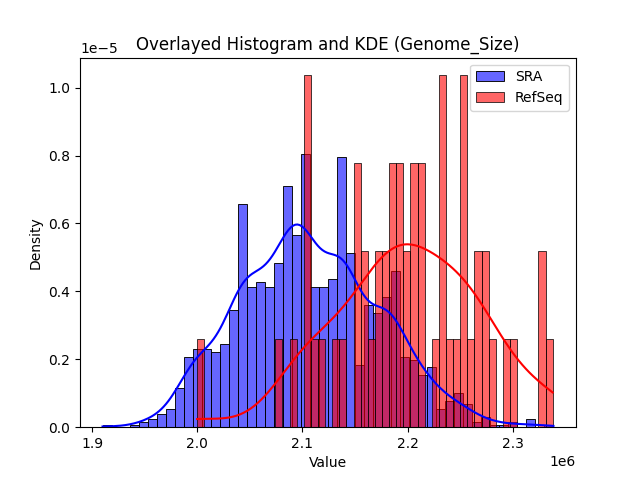 Overlayed Histogram and KDE (Genome_Size)
1e−5
SRA
RefSeq
1.0
0.8
0.6
0.4
0.2
0.0
Density
1.9
2.0
2.1
2.2
2.3
Value
1e6